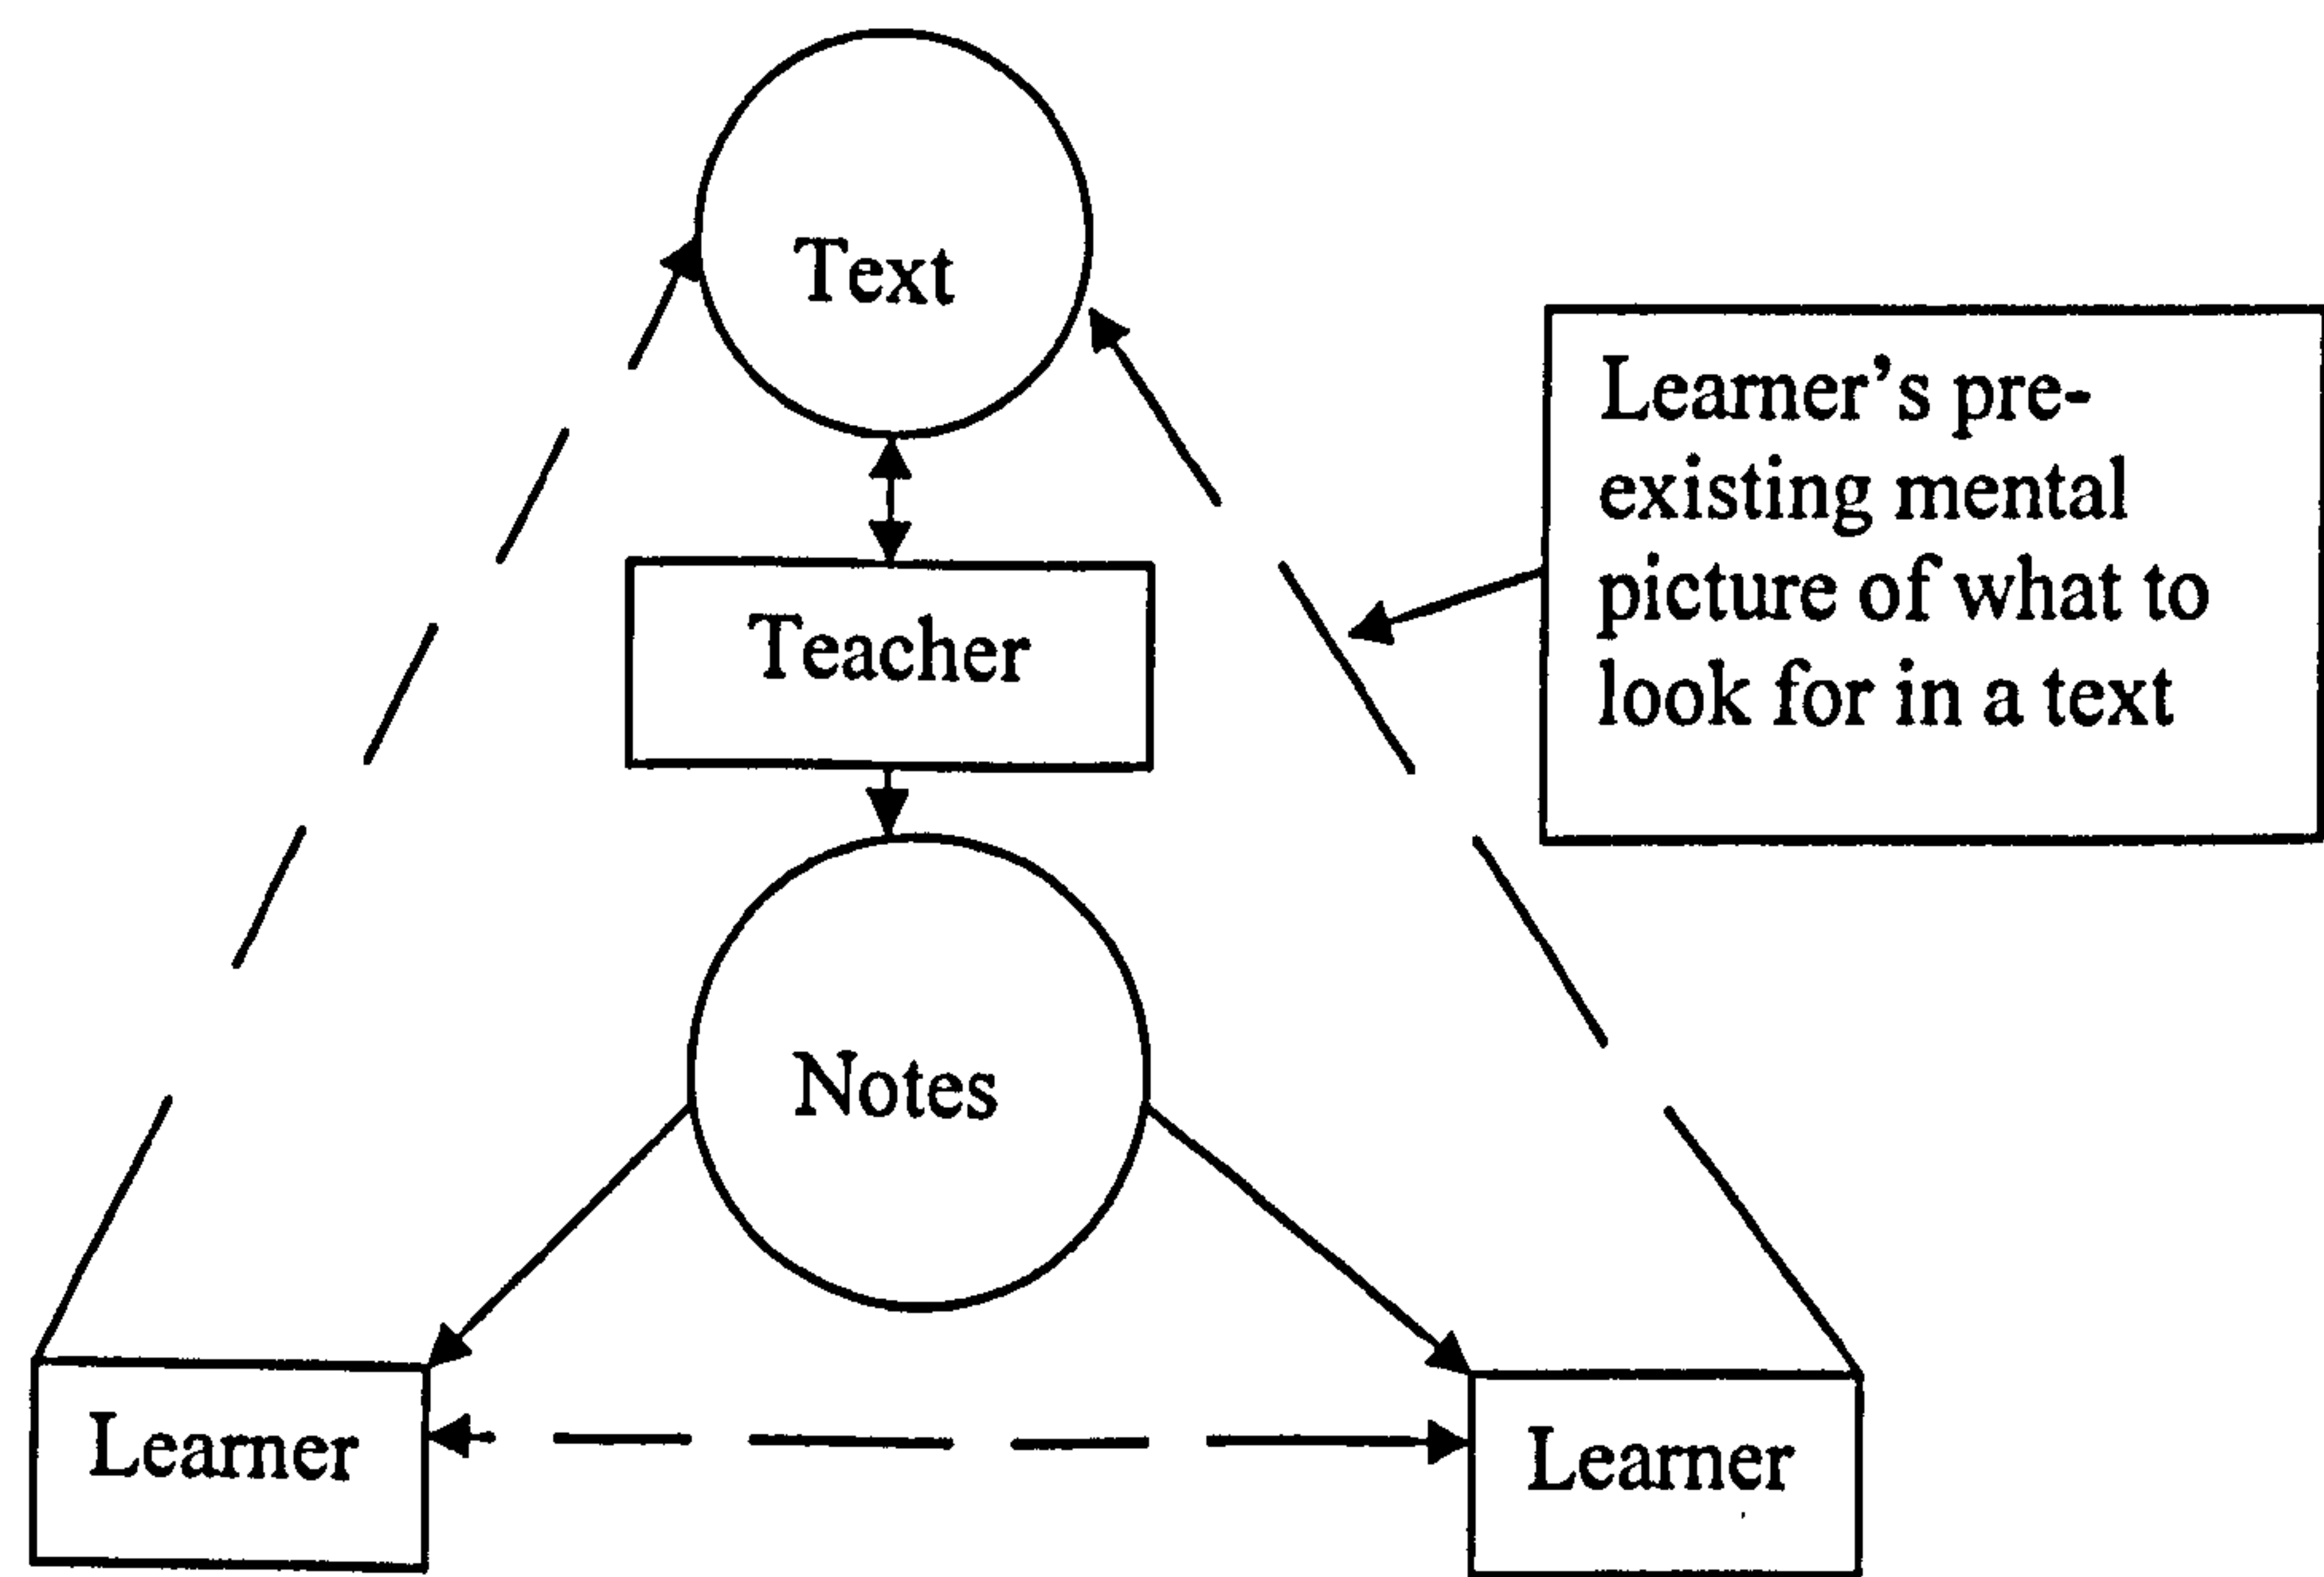 Text
Learner's pre-
existing mental
picture of what to
look for in a text
Teacher
Notes
Learner
Learner